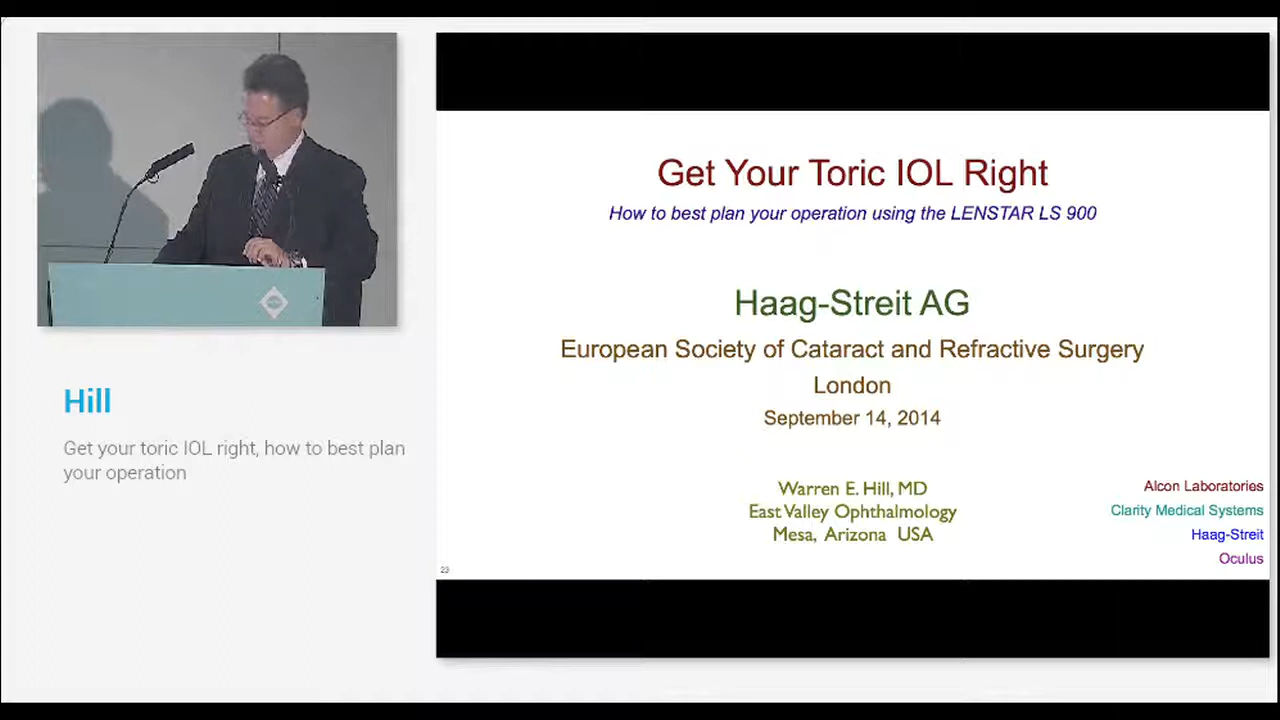 Hill
Get your toric IOL right, how to best plan
your operation
Get Your Toric IOL Right
How to best plan your operation using the LENSTAR LS 900
Haag-Streit AG
European Society of Cataract and Refractive Surgery
London
September 14, 2014
Warren E. Hill, MD
East Valley Ophthalmology
Mesa, Arizona USA
Alcon Laboratories
Clarity Medical Systems
Haag-Streit
Oculus
23